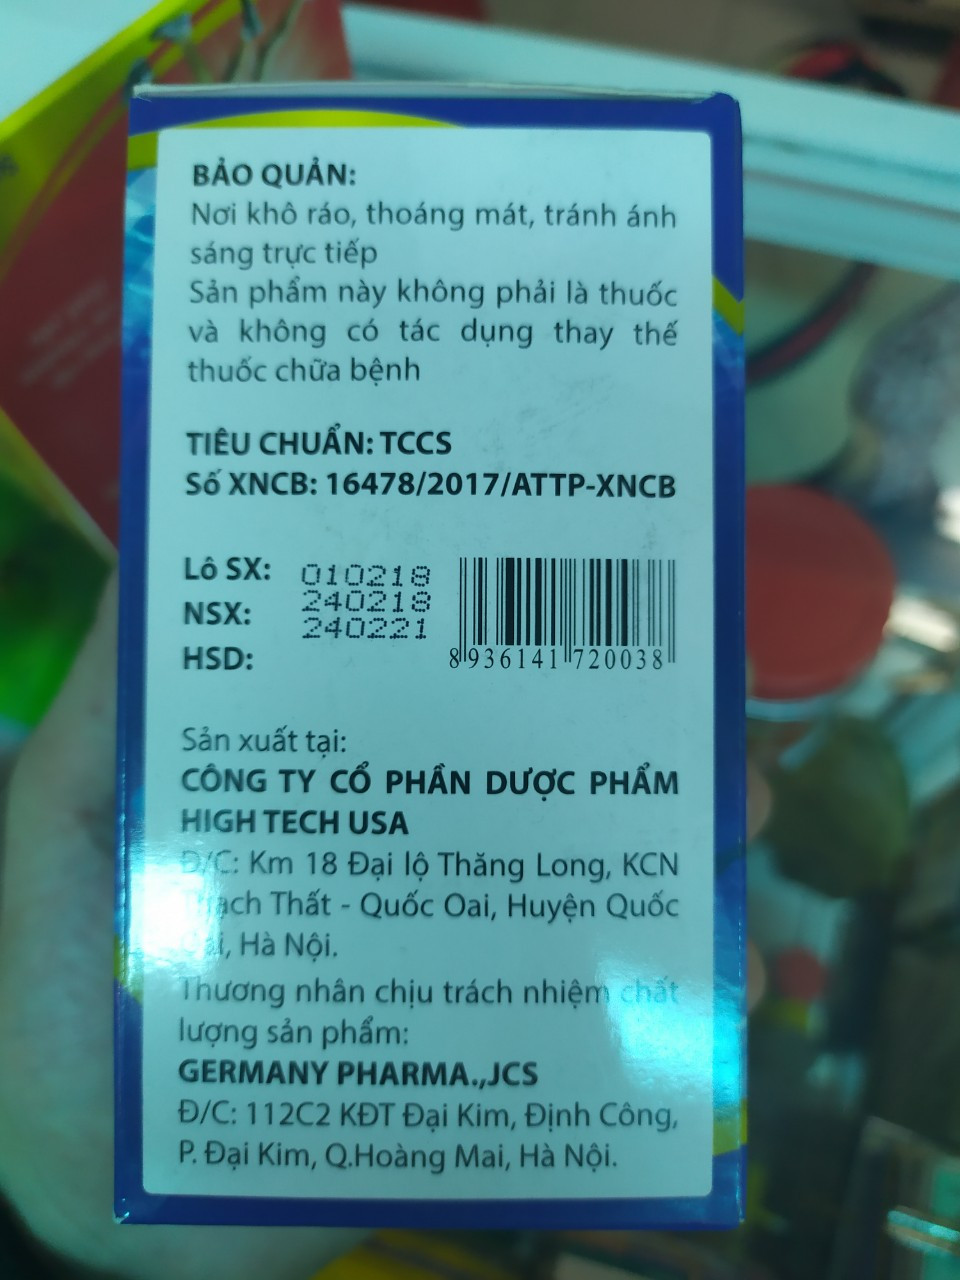 BẢO QUẢN:
Nơi khô ráo, thoáng mát, tránh ánh
sáng trực tiếp
Sản phẩm này không phải là thuốc
và không có tác dụng thay thế
thuốc chữa bệnh
TIÊU CHUẨN: TCCS
Số XNCB: 16478/2017/ATTP-XNCB
Lô SX: 010218
NSX: 240218
HSD: 240221
8 936141 720038
Sản xuất tại:
CÔNG TY CỔ PHẦN DƯỢC PHẨM
HIGH TECH USA
Đ/C: Km 18 Đại lộ Thăng Long, KCN
Thạch Thất - Quốc Oai, Huyện Quốc
Oai, Hà Nội.
Thương nhân chịu trách nhiệm chất
lượng sản phẩm:
GERMANY PHARMA.,JCS
Đ/C: 112C2 KĐT Đại Kim, Định Công,
P. Đại Kim, Q.Hoàng Mai, Hà Nội.